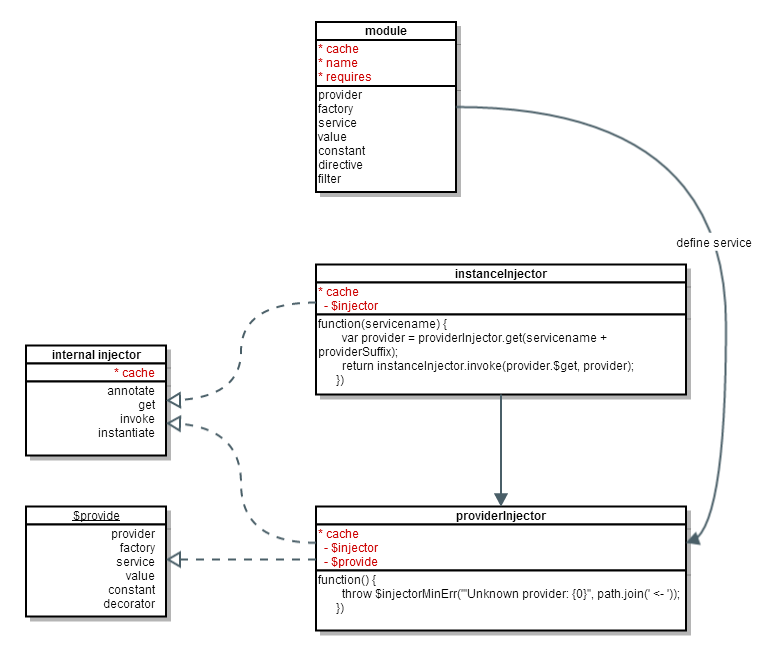 module
* cache
* name
* requires
provider
factory
service
value
constant
directive
filter
define service
instanceInjector
* cache
- $injector
function(servicename) {
var provider = providerInjector.get(servicename +
providerSuffix);
return instanceInjector.invoke(provider.$get, provider);
})
internal injector
* cache
annotate
get
invoke
instantiate
$provide
provider
factory
service
value
constant
decorator
providerInjector
* cache
- $injector
- $provide
function() {
throw $injectorMinErr('"Unknown provider: {0}", path.join(' <- '));
})